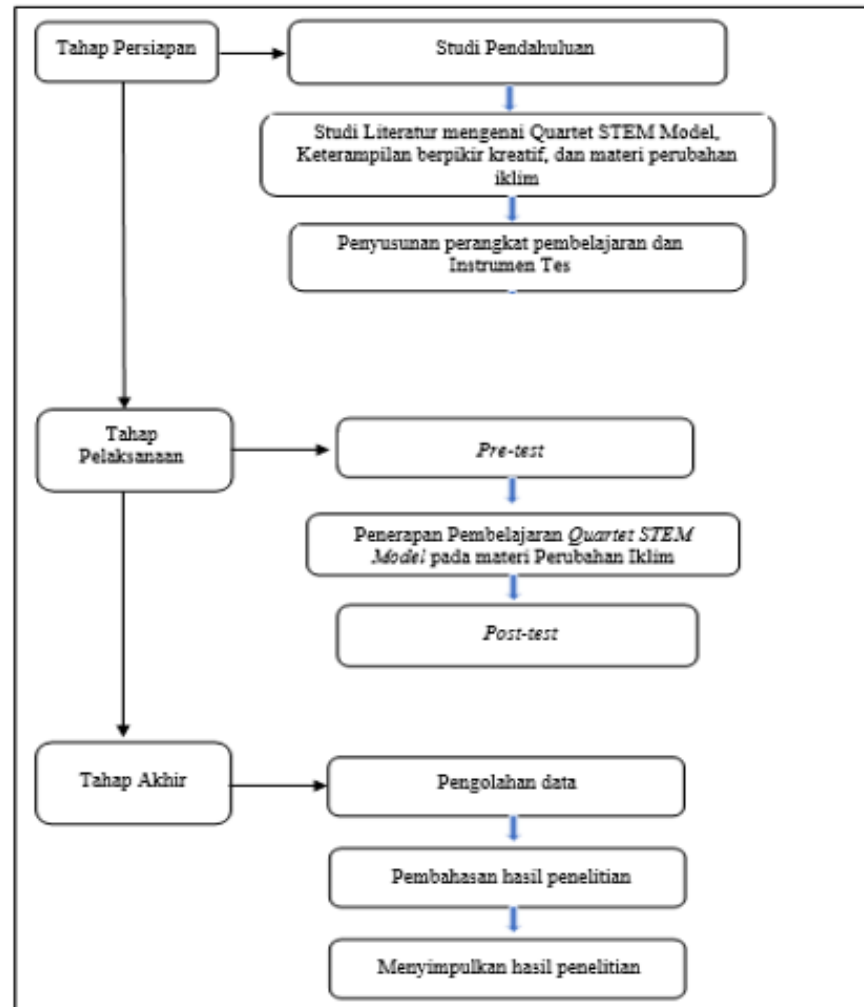 Tahap Persiapan
Studi Pendahuluan
Studi Literatur mengenai Quartet STEM Model,
Keterampilan berpikir kreatif, dan materi perubahan
iklim
Penyusunan perangkat pembelajaran dan
Instrumen Tes
Tahap
Pelaksanaan
Pre-test
Penerapan Pembelajaran Quartet STEM
Model pada materi Perubahan Iklim
Post-test
Tahap Akhir
Pengolahan data
Pembahasan hasil penelitian
Menyimpulkan hasil penelitian